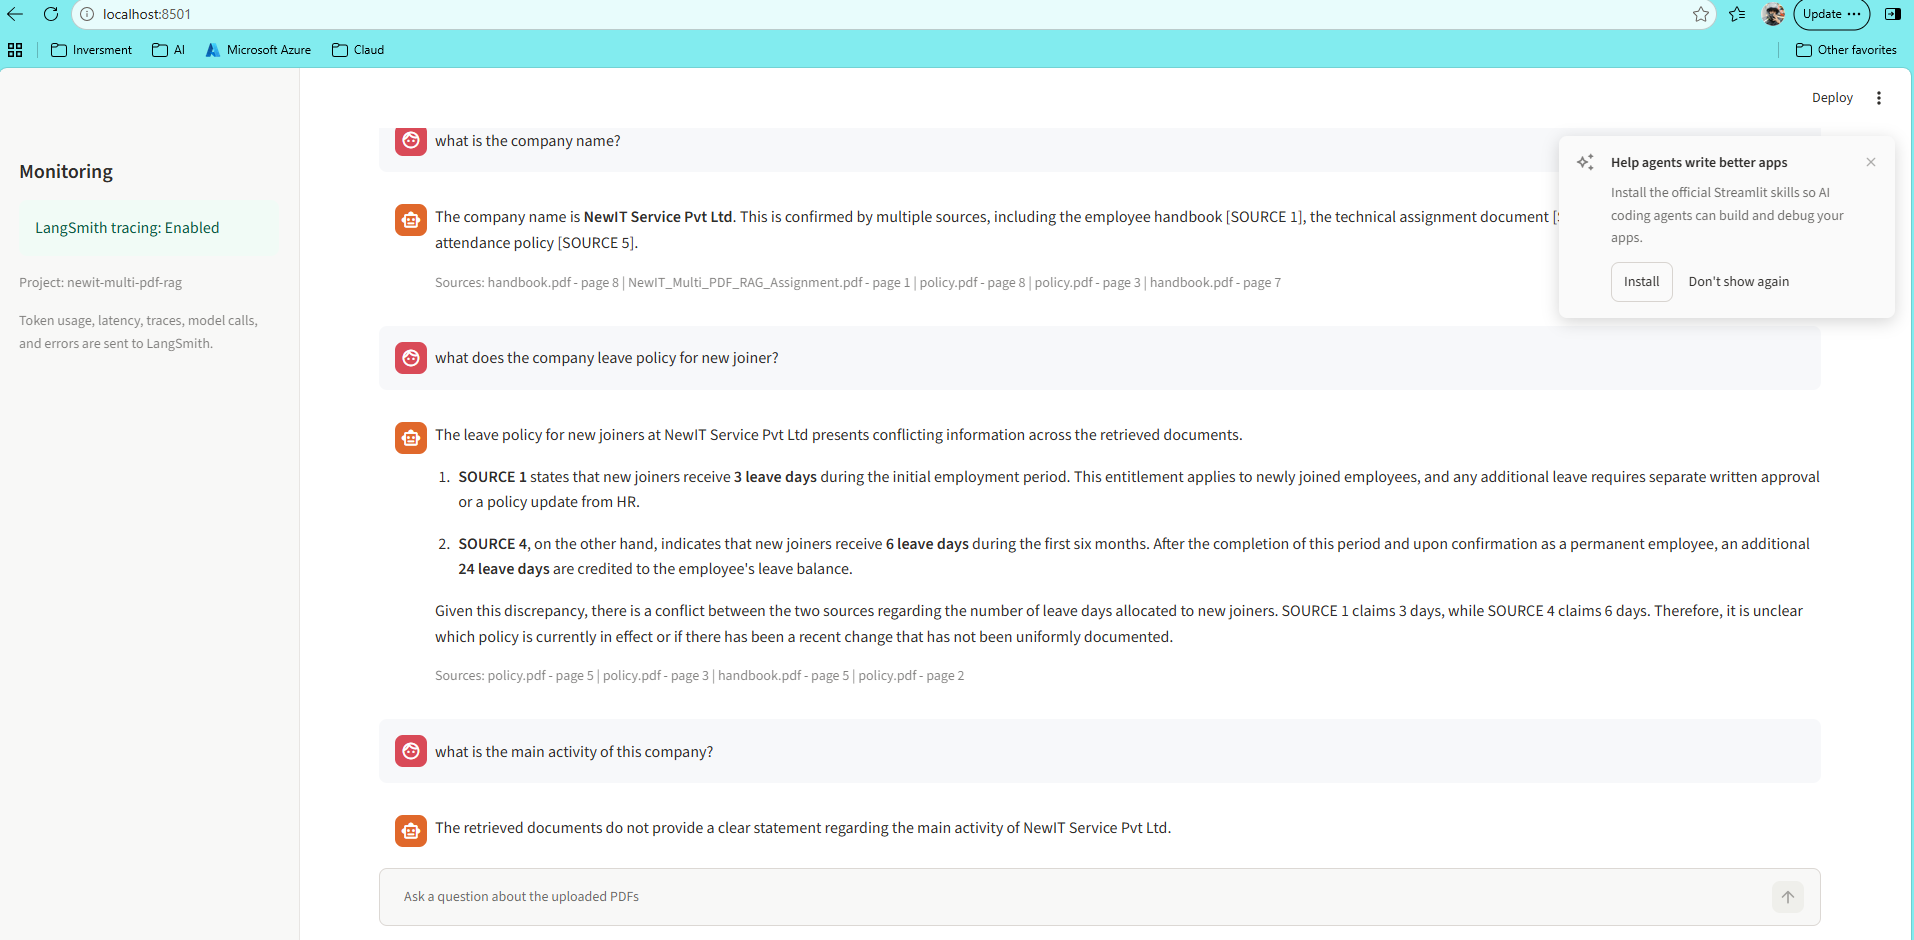 localhost:8501
Update
Inversment
AI
Microsoft Azure
Claud
Other favorites
Deploy
Monitoring
LangSmith tracing: Enabled
Project: newit-multi-pdf-rag
Token usage, latency, traces, model calls,
and errors are sent to LangSmith.
what is the company name?
Help agents write better apps
Install the official Streamlit skills so AI
coding agents can build and debug your
apps.
Install
Don't show again
The company name is NewIT Service Pvt Ltd. This is confirmed by multiple sources, including the employee handbook [SOURCE 1], the technical assignment document [
attendance policy [SOURCE 5].
Sources: handbook.pdf - page 8 | NewIT_Multi_PDF_RAG_Assignment.pdf - page 1 | policy.pdf - page 8 | policy.pdf - page 3 | handbook.pdf - page 7
what does the company leave policy for new joiner?
The leave policy for new joiners at NewIT Service Pvt Ltd presents conflicting information across the retrieved documents.
1. SOURCE 1 states that new joiners receive 3 leave days during the initial employment period. This entitlement applies to newly joined employees, and any additional leave requires separate written approval
or a policy update from HR.
2. SOURCE 4, on the other hand, indicates that new joiners receive 6 leave days during the first six months. After the completion of this period and upon confirmation as a permanent employee, an additional
24 leave days are credited to the employee's leave balance.
Given this discrepancy, there is a conflict between the two sources regarding the number of leave days allocated to new joiners. SOURCE 1 claims 3 days, while SOURCE 4 claims 6 days. Therefore, it is unclear
which policy is currently in effect or if there has been a recent change that has not been uniformly documented.
Sources: policy.pdf - page 5 | policy.pdf - page 3 | handbook.pdf - page 5 | policy.pdf - page 2
what is the main activity of this company?
The retrieved documents do not provide a clear statement regarding the main activity of NewIT Service Pvt Ltd.
Ask a question about the uploaded PDFs